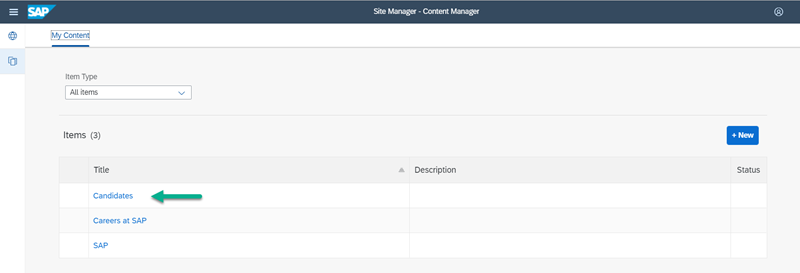 SAP Site Manager - Content Manager
My Content
Item Type
All items
Items (3) + New
Title Description Status
Candidates
Careers at SAP
SAP